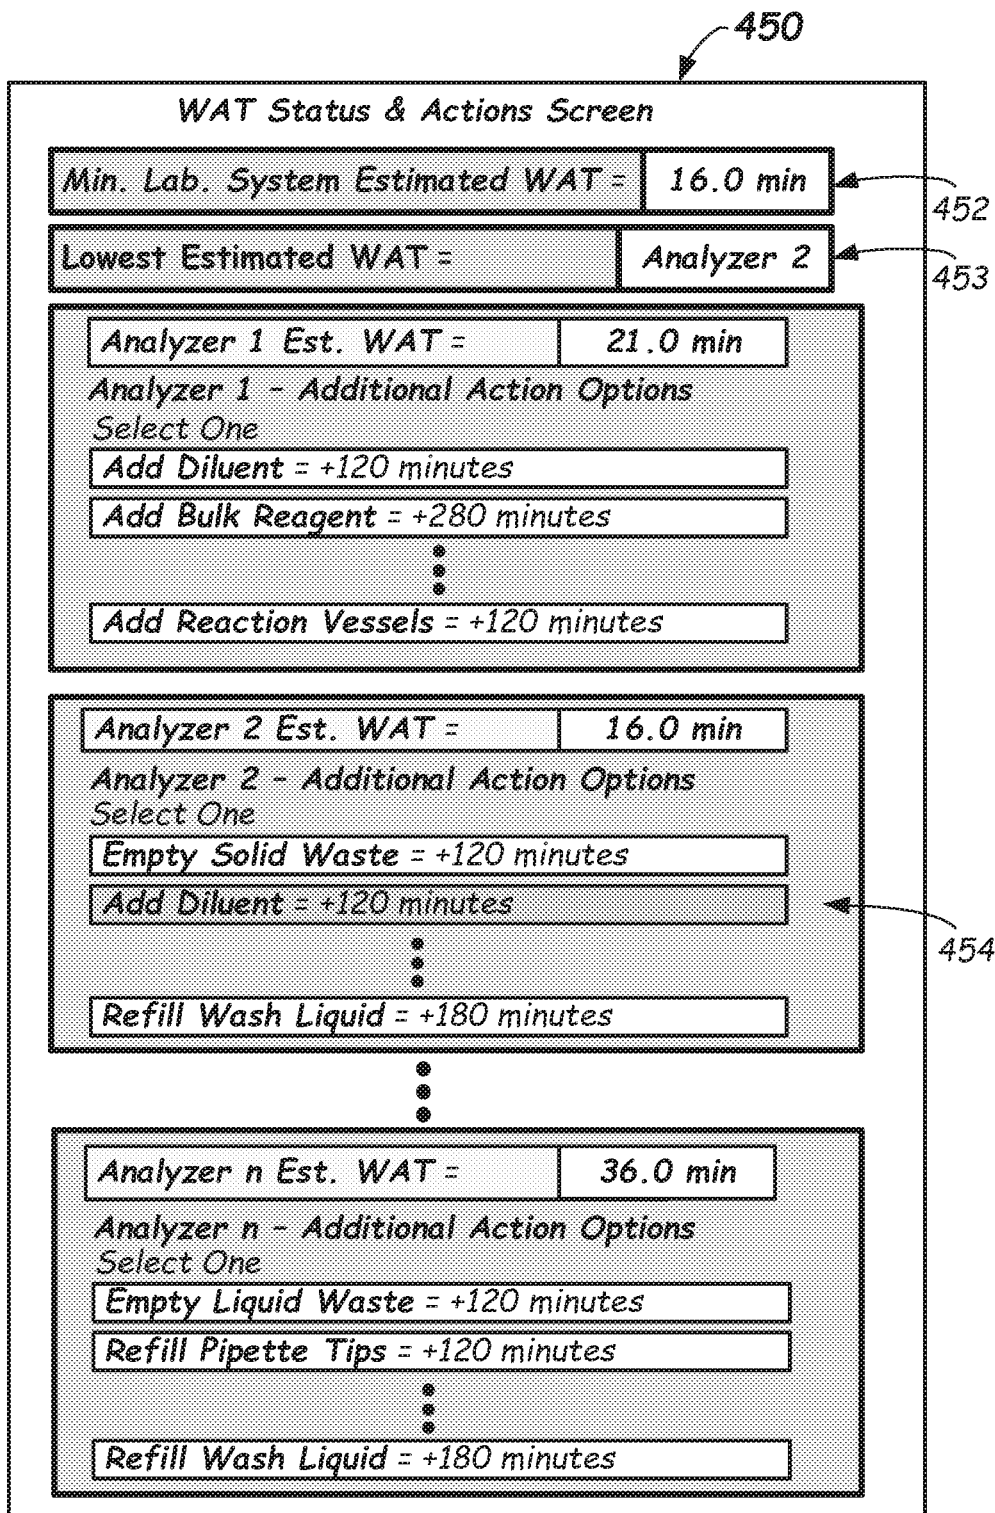 450
WAT Status & Actions Screen
Min. Lab. System Estimated WAT = 16.0 min
452
Lowest Estimated WAT = Analyzer 2
453
Analyzer 1 Est. WAT = 21.0 min
Analyzer 1 - Additional Action Options
Select One
Add Diluent = +120 minutes
Add Bulk Reagent = +280 minutes
Add Reaction Vessels = +120 minutes
Analyzer 2 Est. WAT = 16.0 min
Analyzer 2 - Additional Action Options
Select One
Empty Solid Waste = +120 minutes
Add Diluent = +120 minutes
454
Refill Wash Liquid = +180 minutes
Analyzer n Est. WAT = 36.0 min
Analyzer n - Additional Action Options
Select One
Empty Liquid Waste = +120 minutes
Refill Pipette Tips = +120 minutes
Refill Wash Liquid = +180 minutes